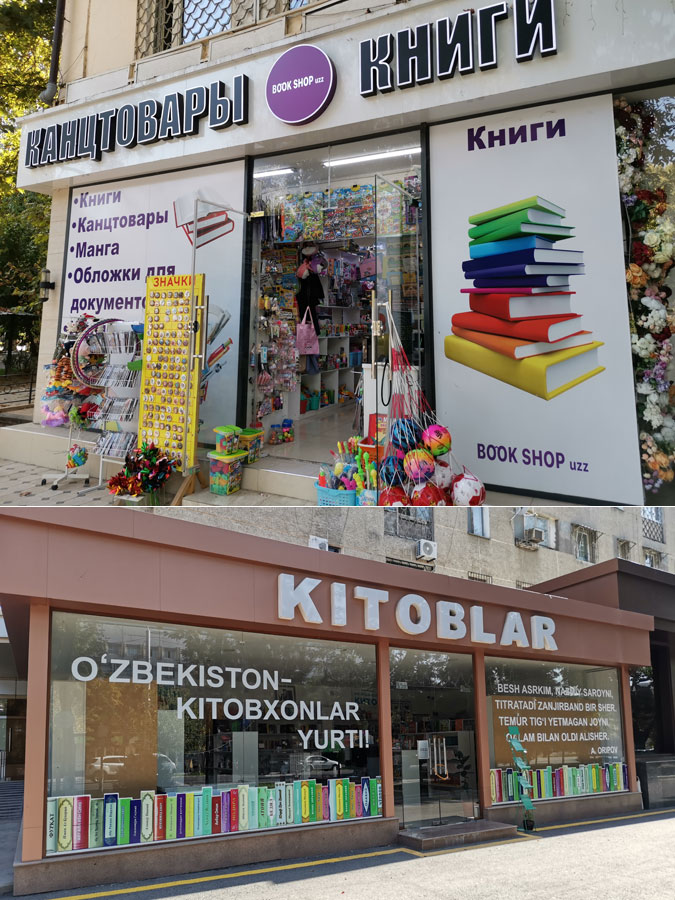 КАНЦТОВАРЫ
BOOK SHOP uzz
КНИГИ
•Книги
•Канцтовары
•Манга
•Обложки для
документо
ЗНАЧКИ
Книги
BOOK SHOP uzz
KITOBLAR
O‘ZBEKISTON-
KITOBXONLAR
YURTI!
BESH ASRKIM, NAZMIY SAROYNI,
TITRATADI ZANJIRBAND BIR SHER.
TEMUR TIG‘I YETMAGAN JOYNI,
QALAM BILAN OLDI ALISHER.
A. ORIPOV